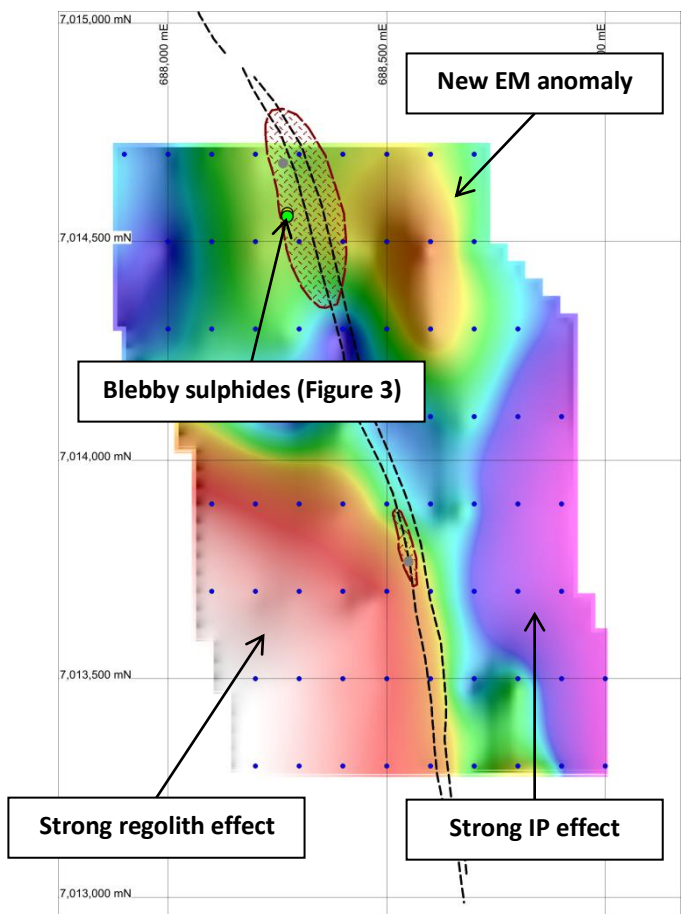 7,015,000 mN
688,000 mE
688,500 mE
New EM anomaly
7,014,500 mN
Blebby sulphides (Figure 3)
7,014,000 mN
7,013,500 mN
Strong regolith effect
Strong IP effect
7,013,000 mN